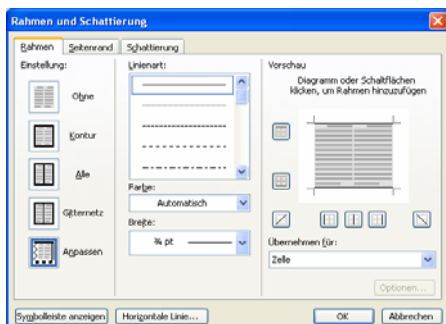 Rahmen und Schattierung
Rahmen Seitenrand Schattierung
Einstellung:
Ohne
Kontur
Alle
Gitternetz
Anpassen
Linienart:
Farbe:
Automatisch
Breite:
¾ pt
Vorschau
Diagramm oder Schaltflächen
klicken, um Rahmen hinzuzufügen
Übernehmen für:
Zelle
Optionen...
Symbolleiste anzeigen Horizontale Linie... OK Abbrechen